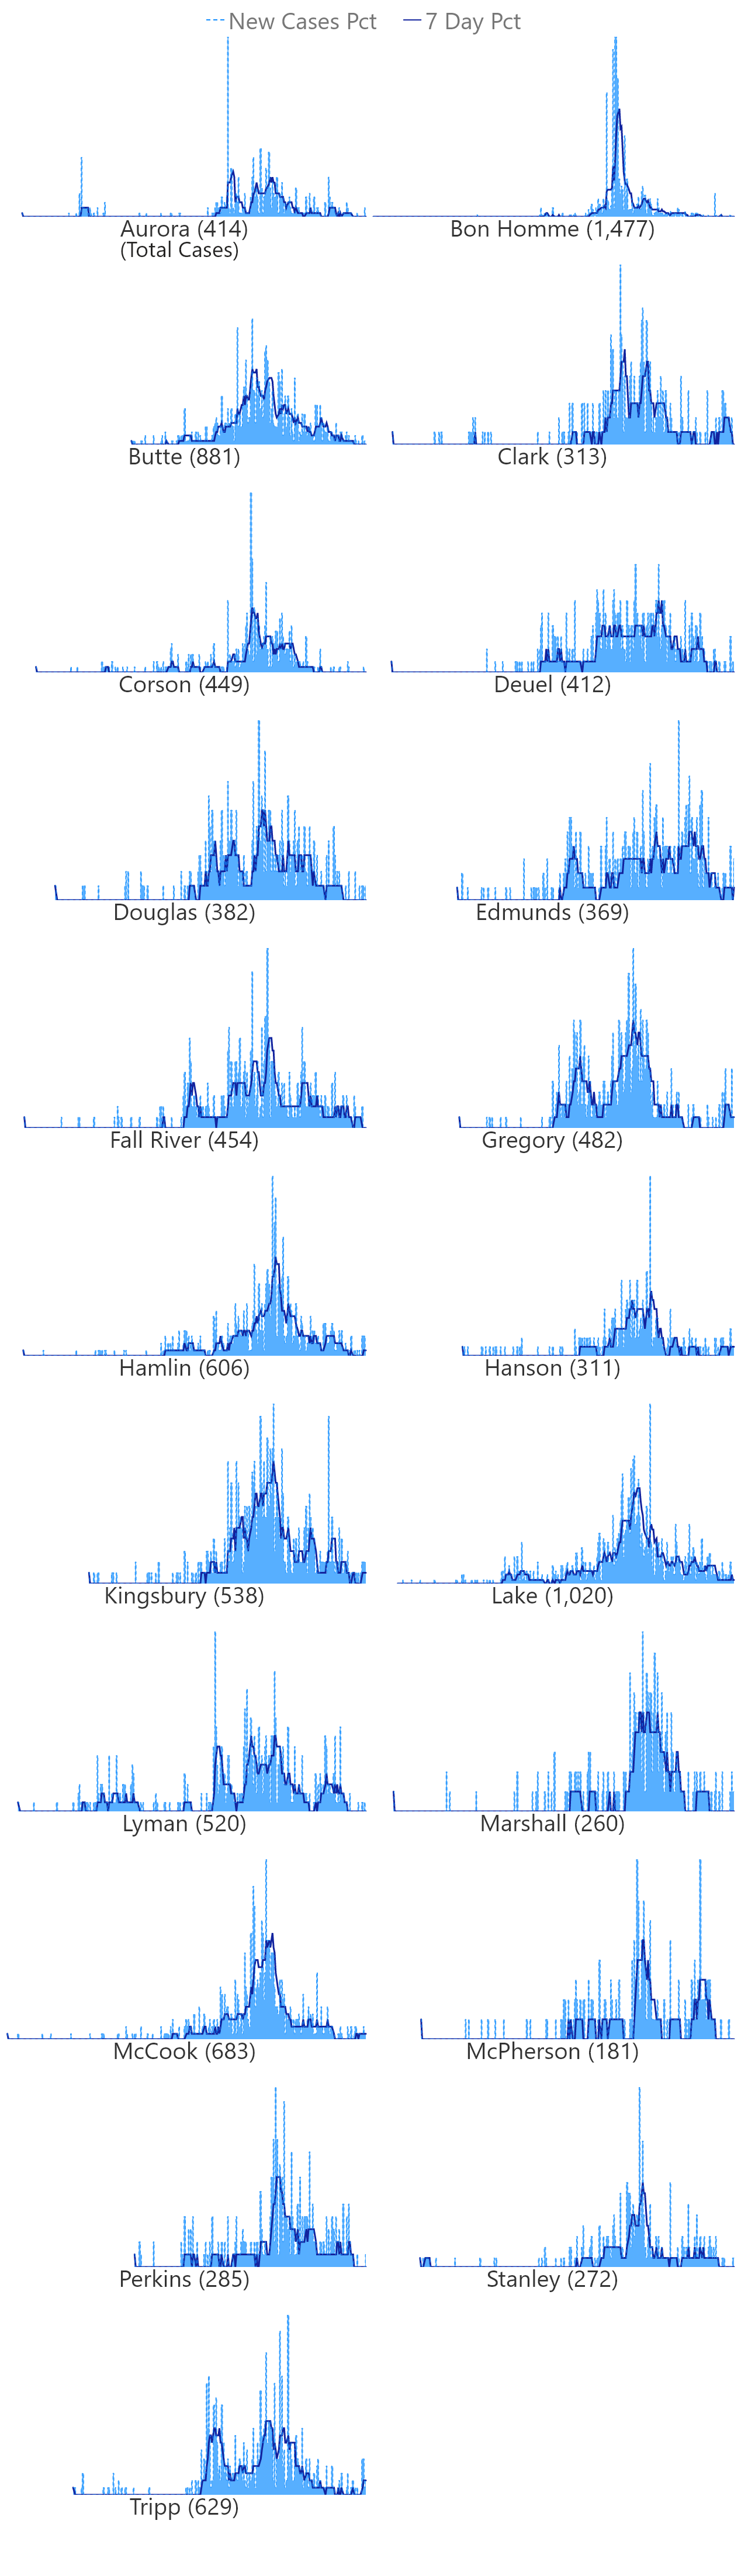 New Cases Pct 7 Day Pct
Aurora (414)
(Total Cases)
Bon Homme (1,477)
Butte (881)
Clark (313)
Corson (449)
Deuel (412)
Douglas (382)
Edmunds (369)
Fall River (454)
Gregory (482)
Hamlin (606)
Hanson (311)
Kingsbury (538)
Lake (1,020)
Lyman (520)
Marshall (260)
McCook (683)
McPherson (181)
Perkins (285)
Stanley (272)
Tripp (629)